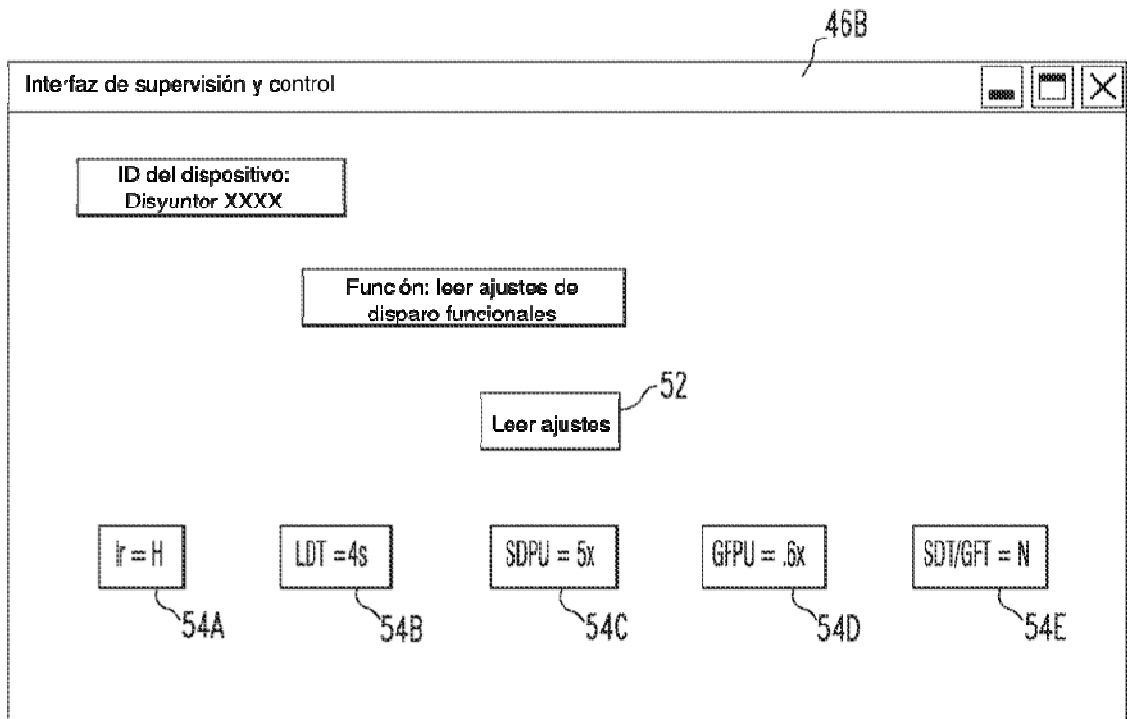 46B
Interfaz de supervisión y control
ID del dispositivo:
Disyuntor XXXX
Función: leer ajustes de
disparo funcionales
52
Leer ajustes
Ir = H
LDT =4s
SDPU = 5x
GFPU = .6x
SDT/GFT = N
54A
54B
54C
54D
54E